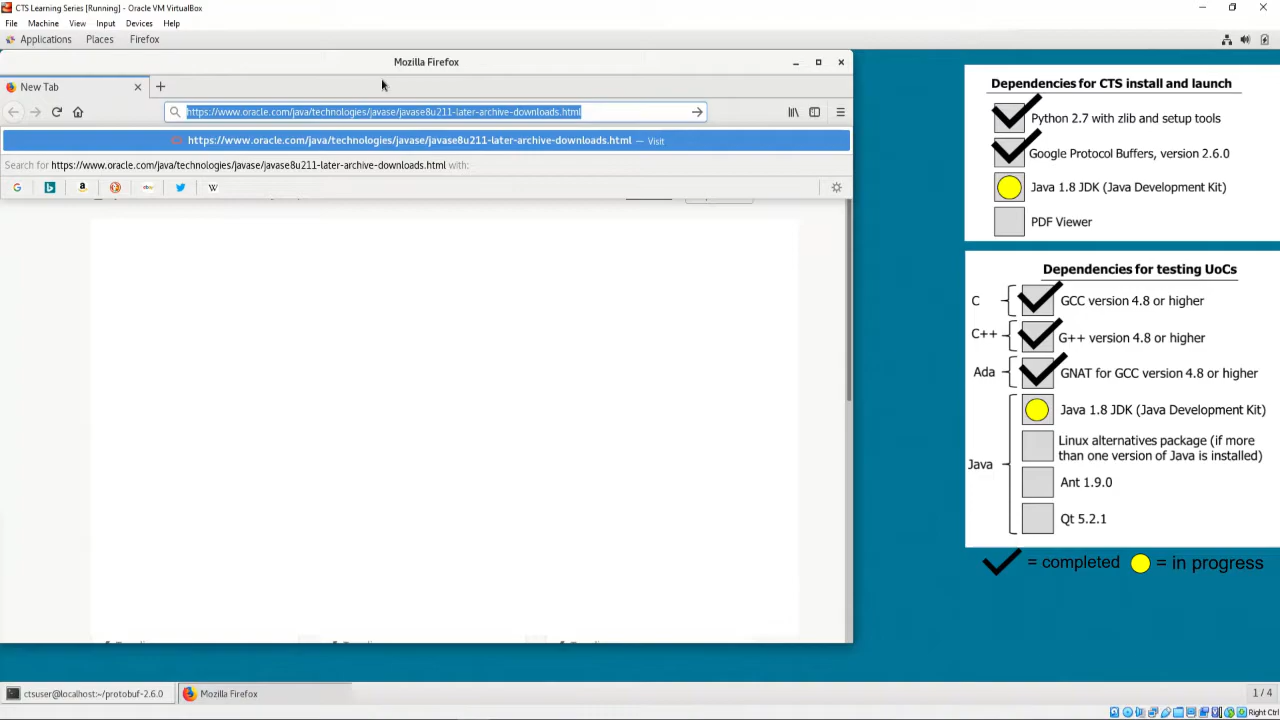 CTS Learning Series [Running] - Oracle VM VirtualBox
File Machine View Input Devices Help
Applications Places Firefox
Mozilla Firefox
New Tab
https://www.oracle.com/java/technologies/javase/javase8u211-later-archive-downloads.html
https://www.oracle.com/java/technologies/javase/javase8u211-later-archive-downloads.html — Visit
Search for https://www.oracle.com/java/technologies/javase/javase8u211-later-archive-downloads.html with:
Dependencies for CTS install and launch
Python 2.7 with zlib and setup tools
Google Protocol Buffers, version 2.6.0
Java 1.8 JDK (Java Development Kit)
PDF Viewer
Dependencies for testing UoCs
C
GCC version 4.8 or higher
C++
G++ version 4.8 or higher
Ada
GNAT for GCC version 4.8 or higher
Java
Java 1.8 JDK (Java Development Kit)
Linux alternatives package (if more
than one version of Java is installed)
Ant 1.9.0
Qt 5.2.1
= completed = in progress
ctsuser@localhost:~/protobuf-2.6.0
Mozilla Firefox
1 / 4
Right Ctrl